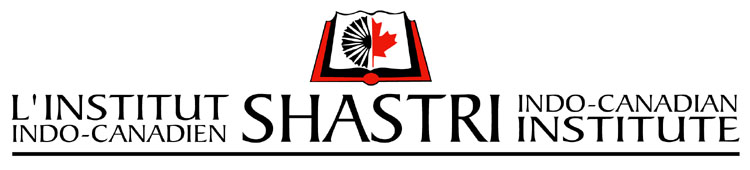 L'INSTITUT
INDO-CANADIEN
SHASTRI
INDO-CANADIAN
INSTITUTE